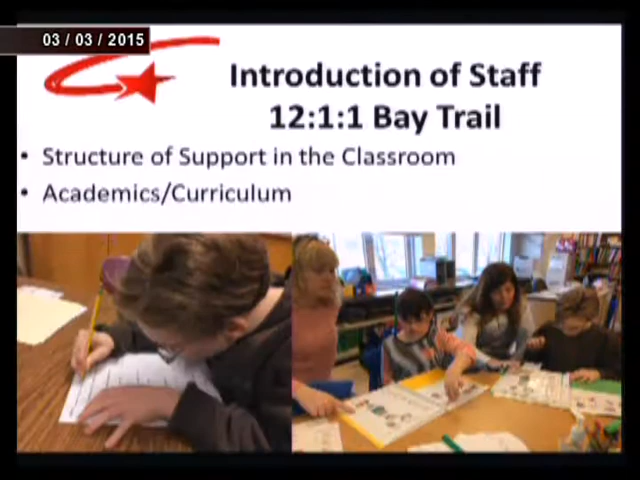 03 / 03 / 2015
Introduction of Staff
12:1:1 Bay Trail
• Structure of Support in the Classroom
• Academics/Curriculum